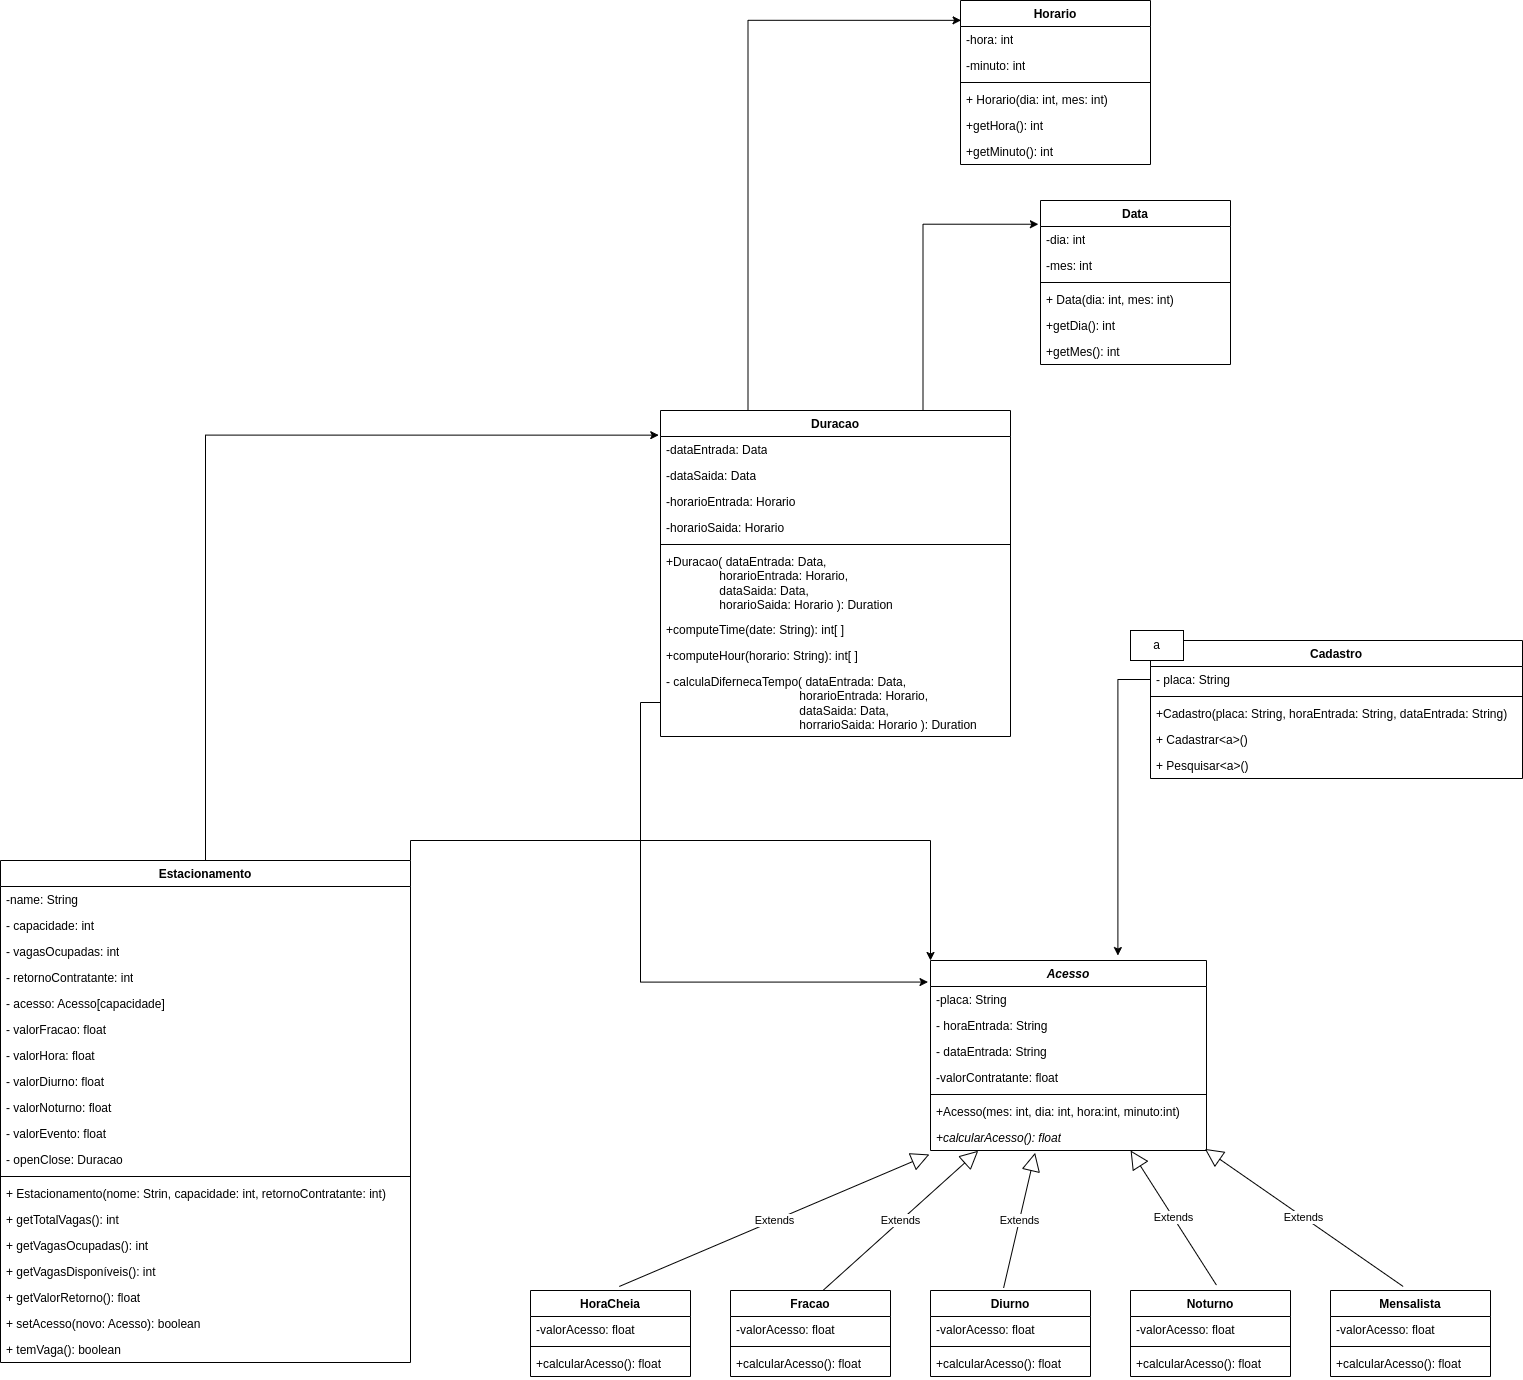 Horario
-hora: int
-minuto: int
+ Horario(dia: int, mes: int)
+getHora(): int
+getMinuto(): int
Data
-dia: int
-mes: int
+ Data(dia: int, mes: int)
+getDia(): int
+getMes(): int
Duracao
-dataEntrada: Data
-dataSaida: Data
-horarioEntrada: Horario
-horarioSaida: Horario
+Duracao( dataEntrada: Data,
horarioEntrada: Horario,
dataSaida: Data,
horarioSaida: Horario ): Duration
+computeTime(date: String): int[ ]
+computeHour(horario: String): int[ ]
- calculaDifernecaTempo( dataEntrada: Data,
horarioEntrada: Horario,
dataSaida: Data,
horrarioSaida: Horario ): Duration
a
Cadastro
- placa: String
+Cadastro(placa: String, horaEntrada: String, dataEntrada: String)
+ Cadastrar<a>()
+ Pesquisar<a>()
Estacionamento
-name: String
- capacidade: int
- vagasOcupadas: int
- retornoContratante: int
- acesso: Acesso[capacidade]
- valorFracao: float
- valorHora: float
- valorDiurno: float
- valorNoturno: float
- valorEvento: float
- openClose: Duracao
+ Estacionamento(nome: Strin, capacidade: int, retornoContratante: int)
+ getTotalVagas(): int
+ getVagasOcupadas(): int
+ getVagasDisponíveis(): int
+ getValorRetorno(): float
+ setAcesso(novo: Acesso): boolean
+ temVaga(): boolean
Acesso
-placa: String
- horaEntrada: String
- dataEntrada: String
-valorContratante: float
+Acesso(mes: int, dia: int, hora:int, minuto:int)
+calcularAcesso(): float
Extends
Extends
Extends
Extends
Extends
HoraCheia
-valorAcesso: float
+calcularAcesso(): float
Fracao
-valorAcesso: float
+calcularAcesso(): float
Diurno
-valorAcesso: float
+calcularAcesso(): float
Noturno
-valorAcesso: float
+calcularAcesso(): float
Mensalista
-valorAcesso: float
+calcularAcesso(): float